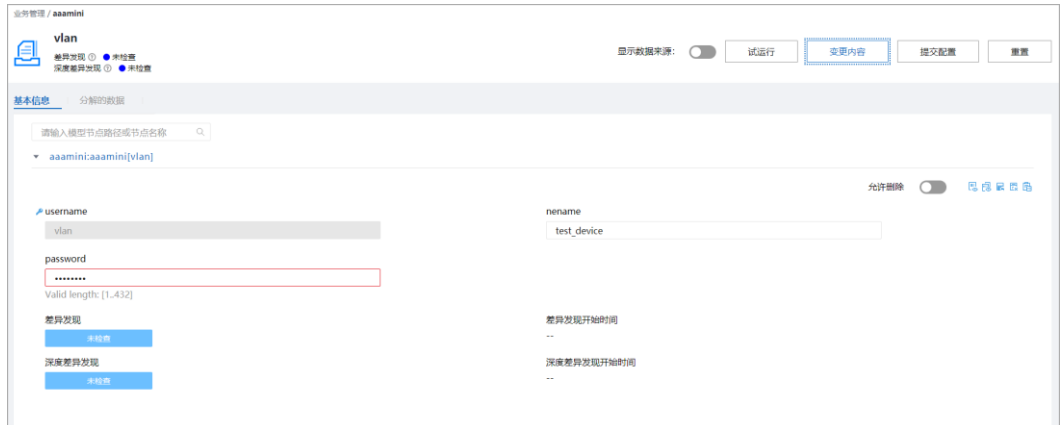 业务管理 / aaamini
vlan
差异发现 ● 未检查
深度差异发现 ● 未检查
显示数据来源: 试运行 变更内容 提交配置 重置
基本信息 分解的数据
请输入模型节点路径或节点名称
aaamini:aaamini[vlan]
允许删除
username nename
vlan test_device
password
••••••••
Valid length: [1..432]
差异发现 差异发现开始时间
未检查 --
深度差异发现 深度差异发现开始时间
未检查 --